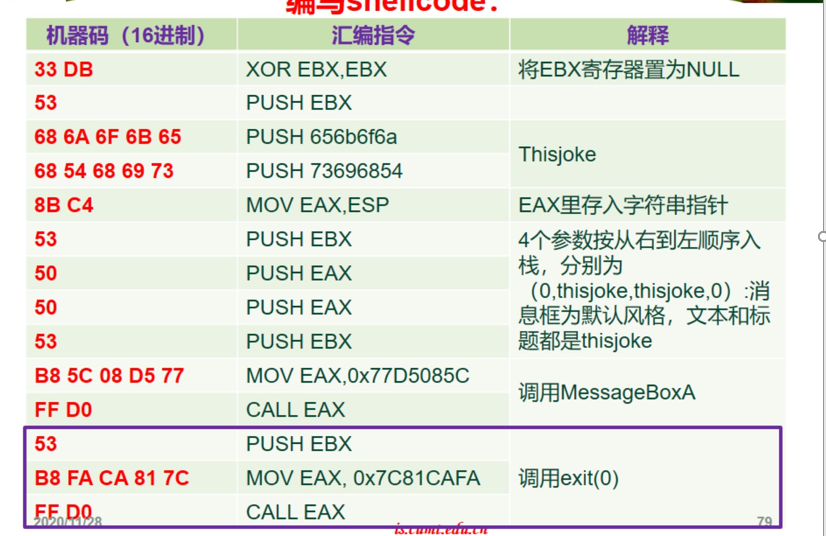 编写shellcode：
机器码（16进制） 汇编指令 解释
33 DB XOR EBX,EBX 将EBX寄存器置为NULL
53 PUSH EBX
68 6A 6F 6B 65 PUSH 656b6f6a
Thisjoke
68 54 68 69 73 PUSH 73696854
8B C4 MOV EAX,ESP EAX里存入字符串指针
53 PUSH EBX 4个参数按从右到左顺序入
栈，分别为
50 PUSH EAX
（0,thisjoke,thisjoke,0）:消
50 PUSH EAX
息框为默认风格，文本和标
53 PUSH EBX 题都是thisjoke
B8 5C 08 D5 77 MOV EAX,0x77D5085C
调用MessageBoxA
FF D0 CALL EAX
53 PUSH EBX
B8 FA CA 81 7C MOV EAX, 0x7C81CAFA 调用exit(0)
FF D0 CALL EAX
2020/11/28 is.cumt.edu.cn 79